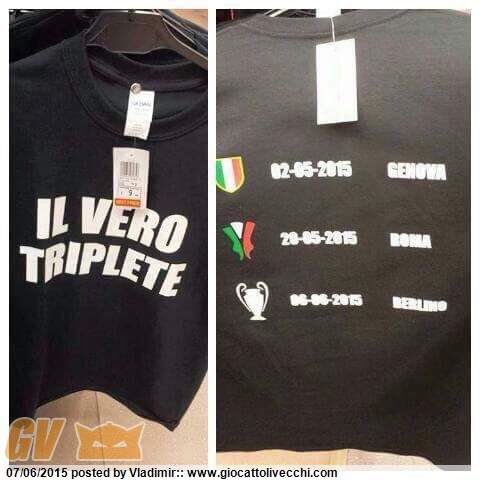 IL VERO
TRIPLETE
02-05-2015 GENOVA
20-05-2015 ROMA
06-06-2015 BERLINO
GV
07/06/2015 posted by Vladimir:: www.giocattolivecchi.com